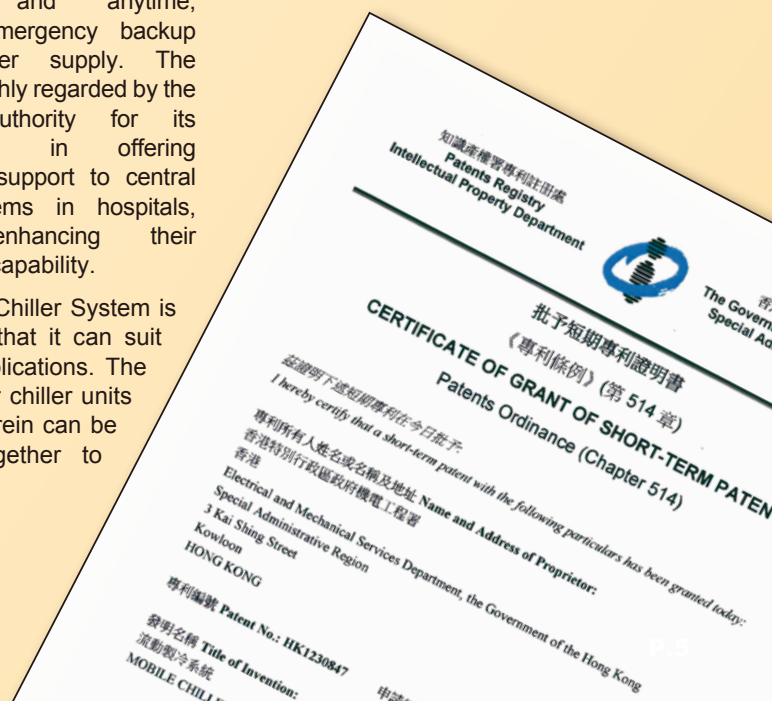 and anytime,
mergency backup
er supply. The
hly regarded by the
uthority for its
in offering
support to central
ems in hospitals,
enhancing their
capability.
Chiller System is
that it can suit
plications. The
chiller units
rein can be
gether to
知識產權署專利註冊處
Patents Registry
Intellectual Property Department
香
The Govern
Special Ad
批予短期專利證明書
《專利條例》(第 514 章)
CERTIFICATE OF GRANT OF SHORT-TERM PATEN
Patents Ordinance (Chapter 514)
茲證明下述短期專利在今日批予:
I hereby certify that a short-term patent with the following particulars has been granted today:
專利所有人姓名或名稱及地址 Name and Address of Proprietor:
香港特別行政區政府機電工程署
香港
Electrical and Mechanical Services Department, the Government of the Hong Kong
Special Administrative Region
3 Kai Shing Street
Kowloon
HONG KONG
專利編號 Patent No.: HK1230847
申請
發明名稱 Title of Invention:
流動製冷系統
MOBILE CHILLE
P.5